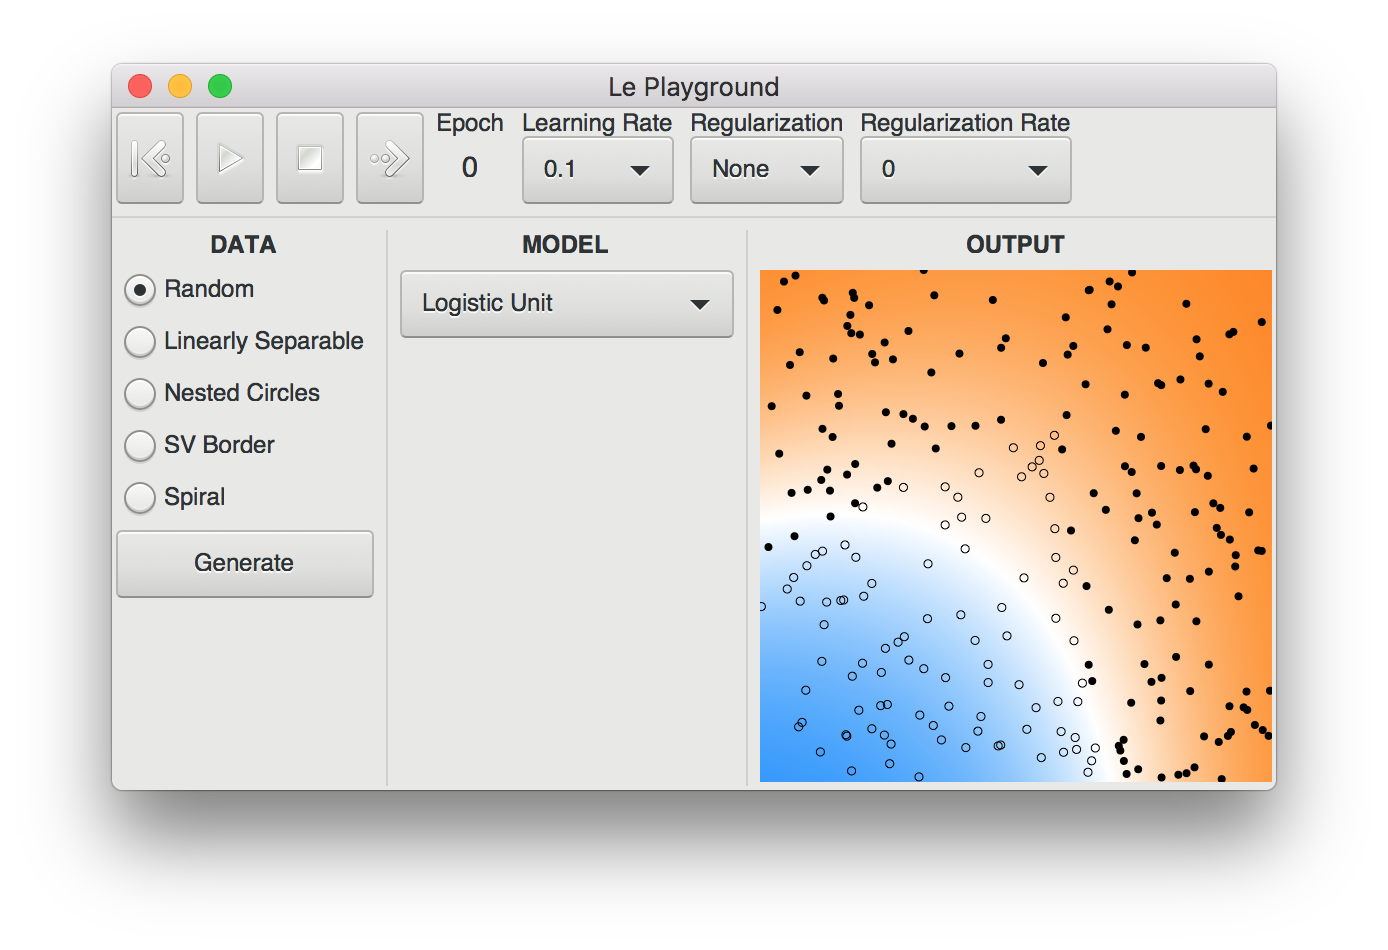 Le Playground
Epoch Learning Rate Regularization Regularization Rate
0 0.1 None 0
DATA MODEL OUTPUT
Random
Logistic Unit
Linearly Separable
Nested Circles
SV Border
Spiral
Generate